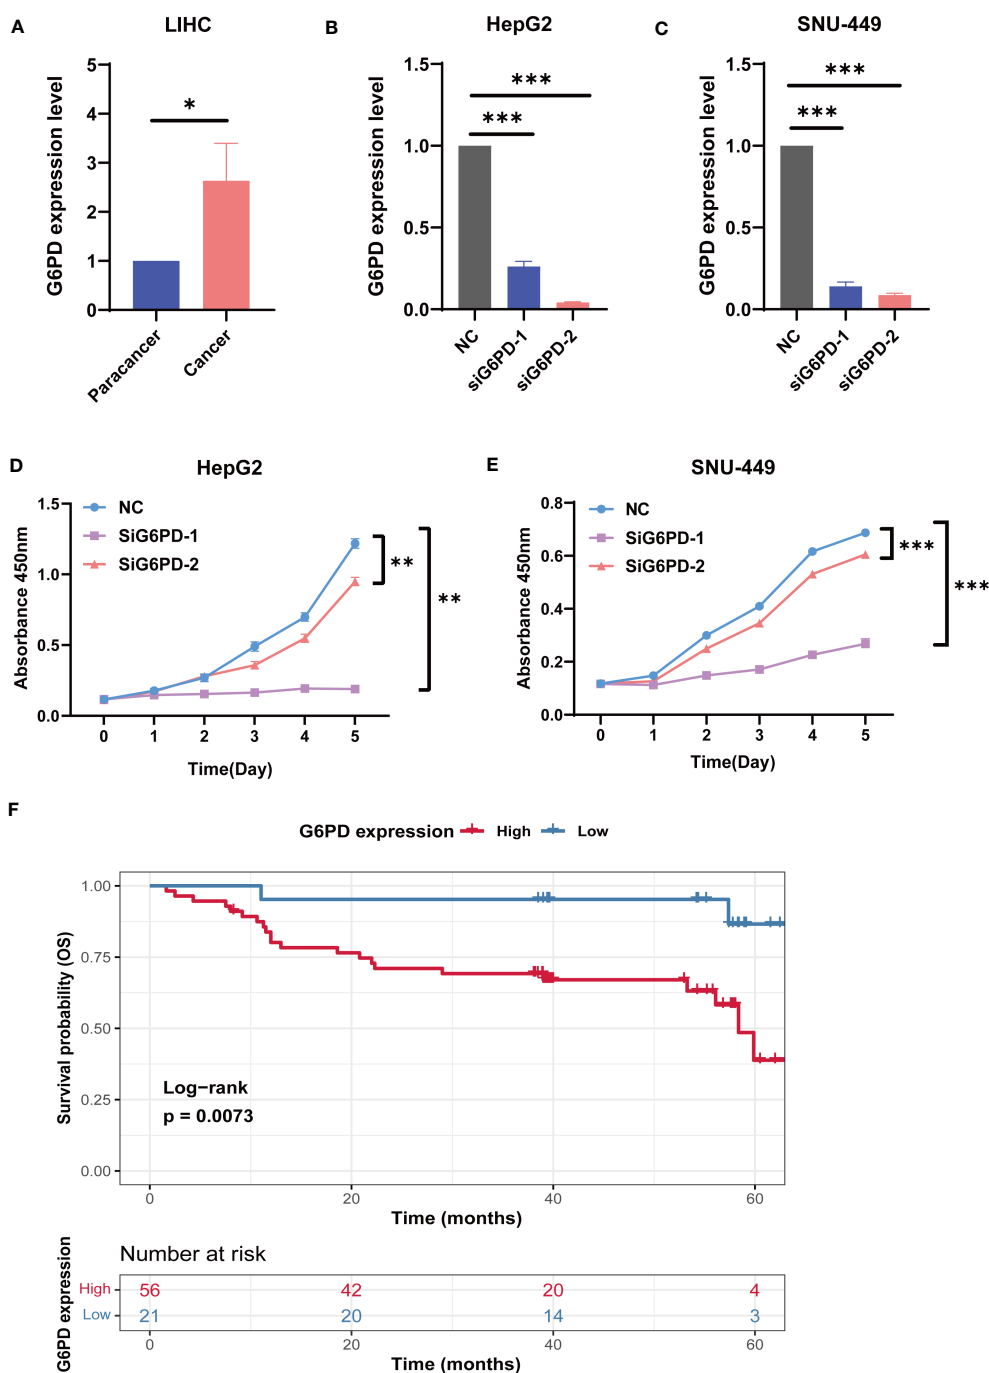 A
LIHC
G6PD expression level
5
4
3
2
1
0
*
Paracancer
Cancer
B
HepG2
G6PD expression level
1.5
1.0
0.5
0.0
***
***
NC
siG6PD-1
siG6PD-2
C
SNU-449
G6PD expression level
1.5
1.0
0.5
0.0
***
***
NC
siG6PD-1
siG6PD-2
D
HepG2
Absorbance 450nm
1.5
1.0
0.5
0.0
NC
SiG6PD-1
SiG6PD-2
**
**
0 1 2 3 4 5
Time(Day)
E
SNU-449
Absorbance 450nm
0.8
0.6
0.4
0.2
0.0
NC
SiG6PD-1
SiG6PD-2
***
***
0 1 2 3 4 5
Time(Day)
F
G6PD expression High Low
Survival probability (OS)
1.00
0.75
0.50
0.25
0.00
Log-rank
p = 0.0073
0 20 40 60
Time (months)
Number at risk
G6PD expression
High 56 42 20 4
Low 21 20 14 3
0 20 40 60
Time (months)